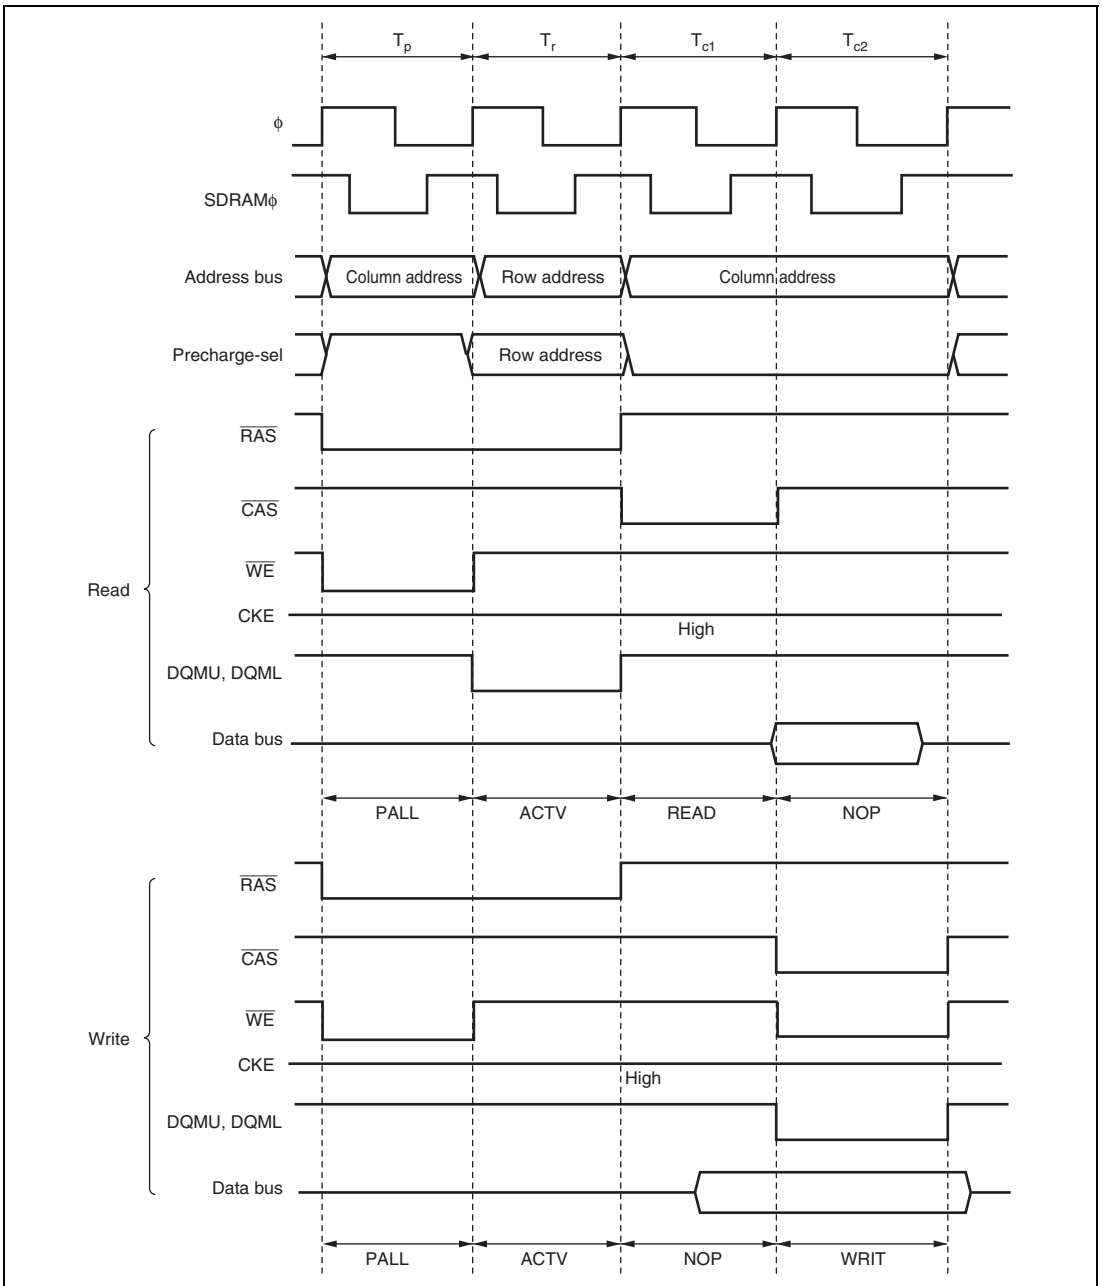 Tp Tr Tc1 Tc2
ϕ
SDRAMϕ
Address bus Column address Row address Column address
Precharge-sel Row address
RAS
CAS
WE
Read
CKE
High
DQMU, DQML
Data bus
PALL ACTV READ NOP
RAS
CAS
WE
Write
CKE
High
DQMU, DQML
Data bus
PALL ACTV NOP WRIT